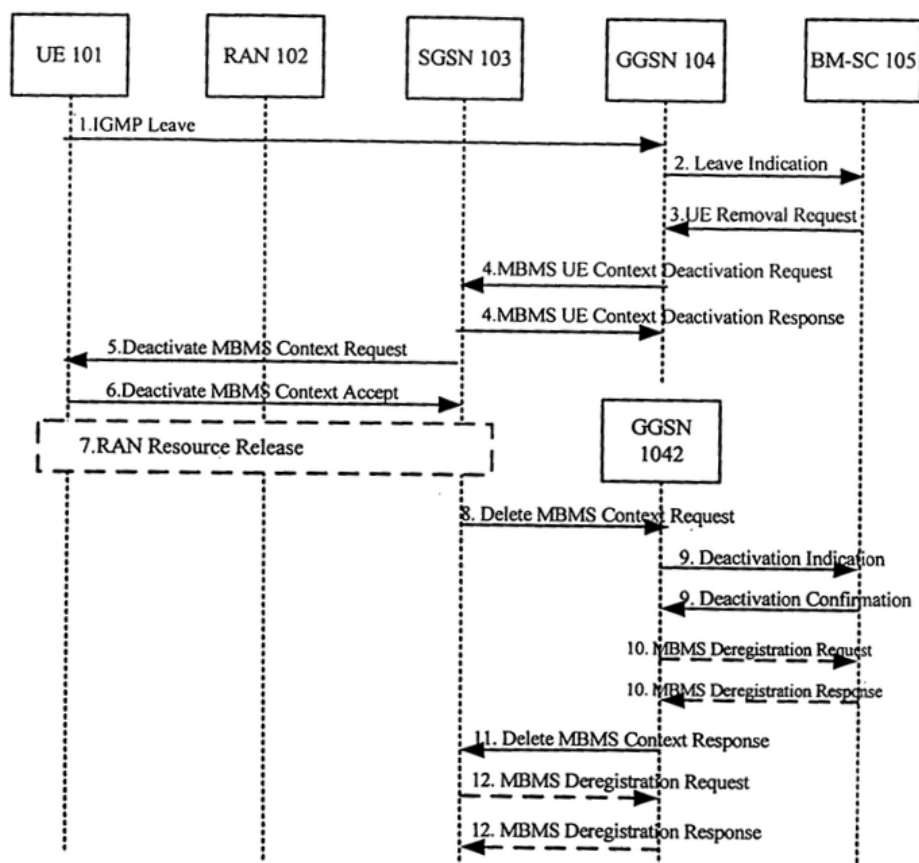 UE 101
RAN 102
SGSN 103
GGSN 104
BM-SC 105
1.IGMP Leave
2. Leave Indication
3.UE Removal Request
4.MBMS UE Context Deactivation Request
4.MBMS UE Context Deactivation Response
5.Deactivate MBMS Context Request
6.Deactivate MBMS Context Accept
7.RAN Resource Release
GGSN
1042
8. Delete MBMS Context Request
9. Deactivation Indication
9. Deactivation Confirmation
10. MBMS Deregistration Request
10. MBMS Deregistration Response
11. Delete MBMS Context Response
12. MBMS Deregistration Request
12. MBMS Deregistration Response